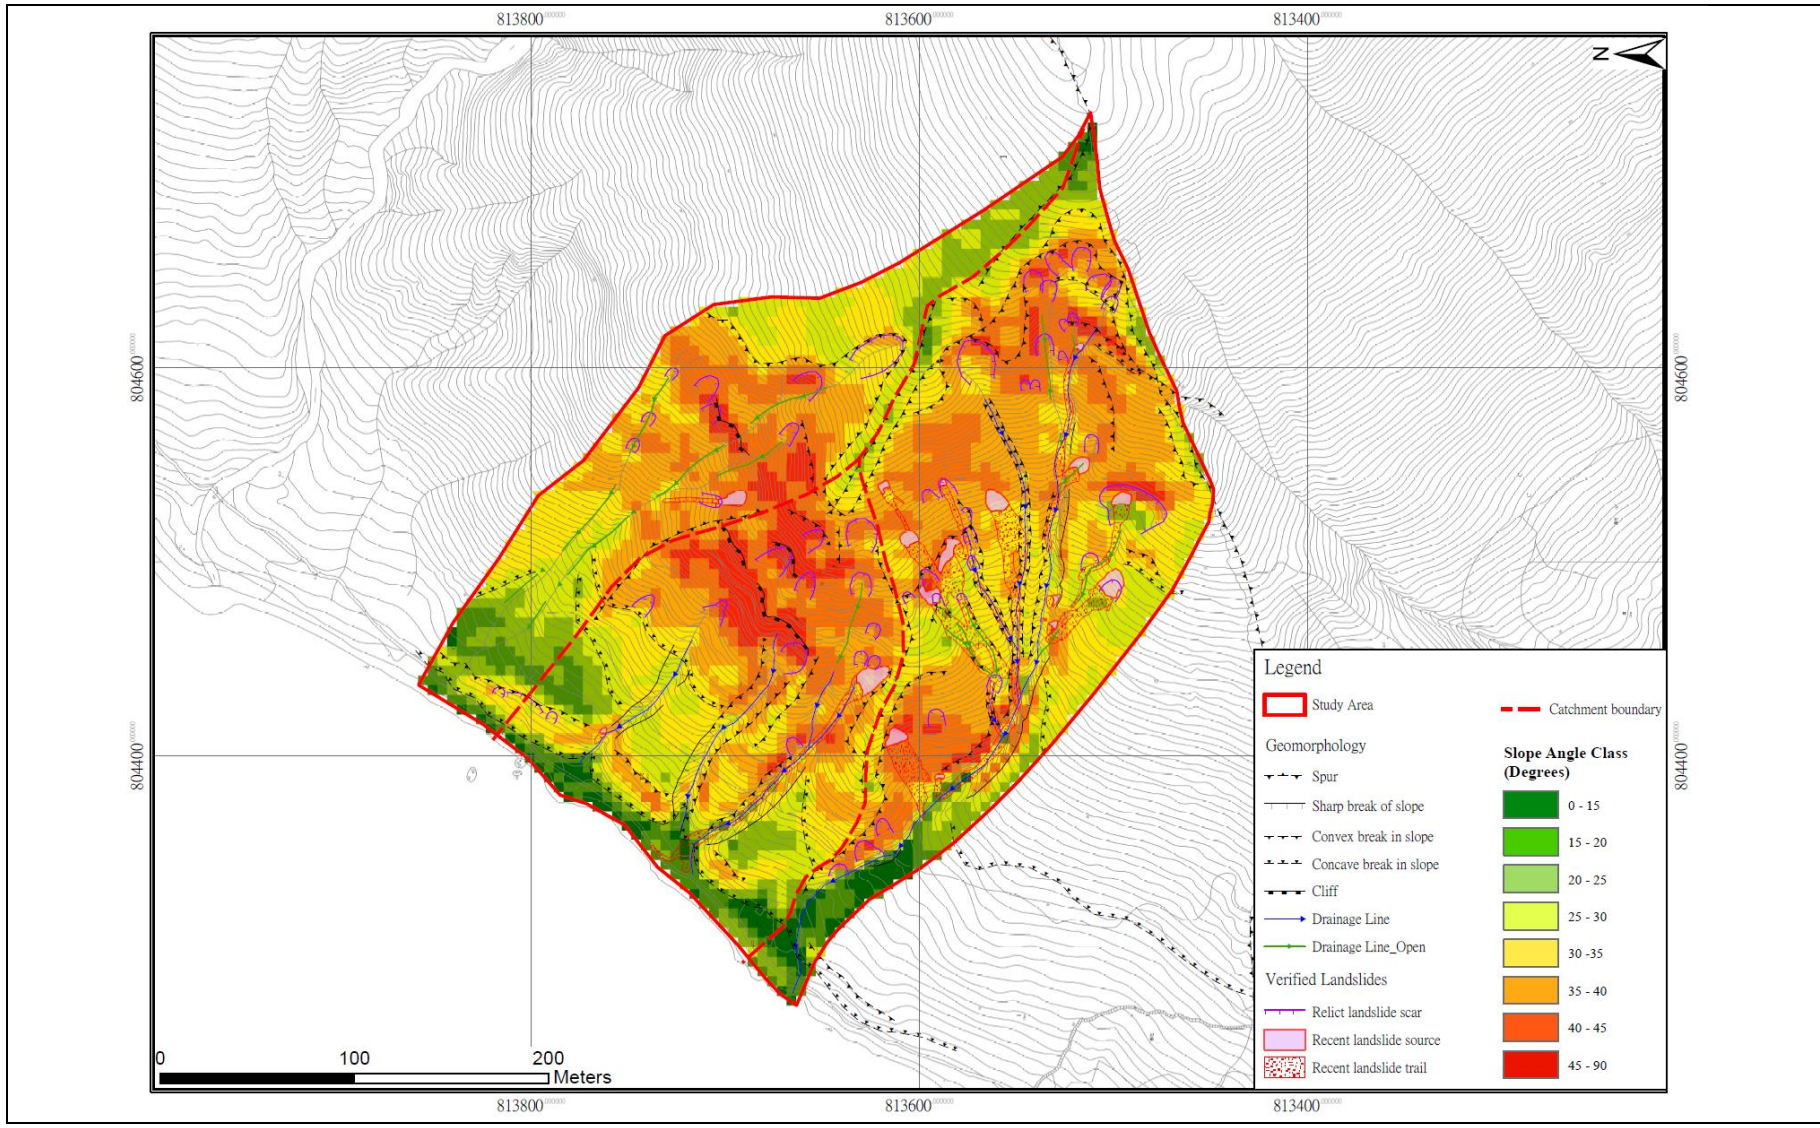 813800
813600
813400
N
804600
804600
804400
804400
Legend
Study Area
Catchment boundary
Geomorphology
Spur
Sharp break of slope
Convex break in slope
Concave break in slope
Cliff
Drainage Line
Drainage Line_Open
Verified Landslides
Relict landslide scar
Recent landslide source
Recent landslide trail
Slope Angle Class
(Degrees)
0 - 15
15 - 20
20 - 25
25 - 30
30 -35
35 - 40
40 - 45
45 - 90
0 100 200
Meters
813800
813600
813400